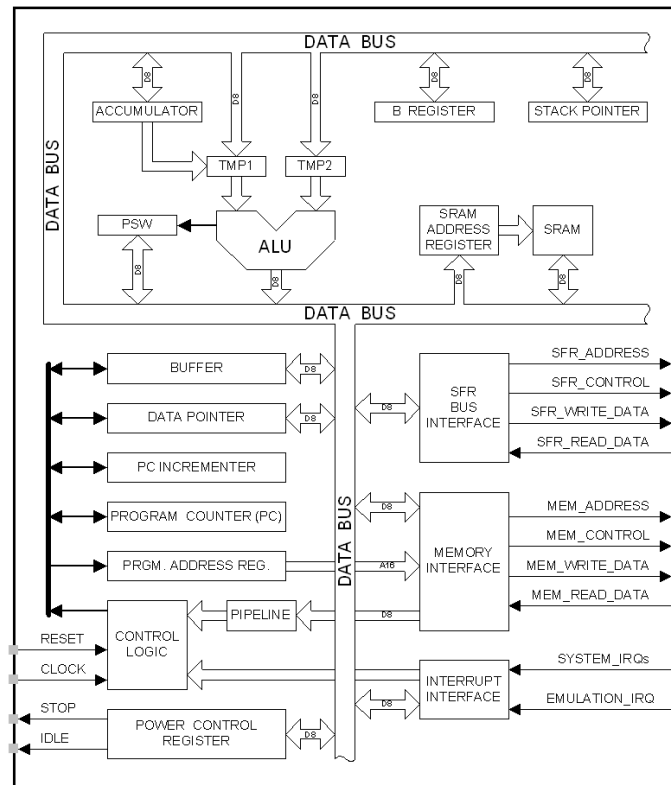 DATA BUS
D8
D8
D8
D8
D8
ACCUMULATOR
B REGISTER
STACK POINTER
DATA BUS
TMP1
TMP2
PSW
ALU
SRAM
ADDRESS
REGISTER
SRAM
D8
D8
D8
D8
DATA BUS
BUFFER
D8
DATA POINTER
D8
PC INCREMENTER
PROGRAM COUNTER (PC)
PRGM. ADDRESS REG.
A16
PIPELINE
D8
CONTROL
LOGIC
RESET
CLOCK
STOP
IDLE
POWER CONTROL
REGISTER
D8
DATA BUS
D8
SFR
BUS
INTERFACE
SFR_ADDRESS
SFR_CONTROL
SFR_WRITE_DATA
SFR_READ_DATA
D8
MEMORY
INTERFACE
MEM_ADDRESS
MEM_CONTROL
MEM_WRITE_DATA
MEM_READ_DATA
INTERRUPT
INTERFACE
D8
SYSTEM_IRQs
EMULATION_IRQ